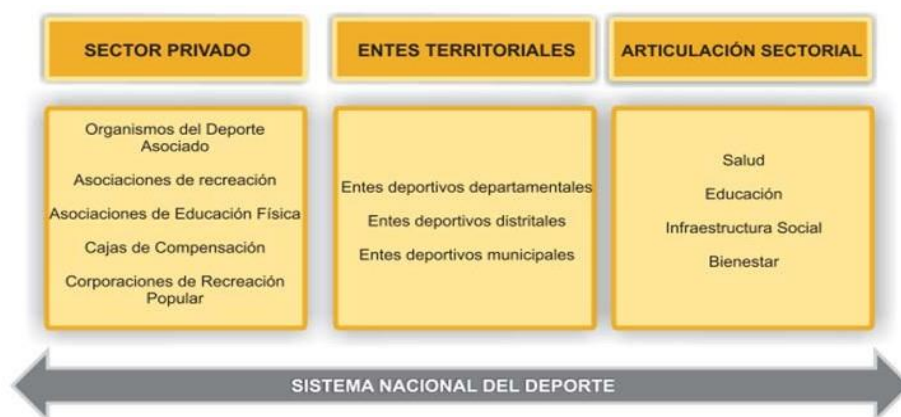 SECTOR PRIVADO
Organismos del Deporte
Asociado
Asociaciones de recreación
Asociaciones de Educación Física
Cajas de Compensación
Corporaciones de Recreación
Popular
ENTES TERRITORIALES
Entes deportivos departamentales
Entes deportivos distritales
Entes deportivos municipales
ARTICULACIÓN SECTORIAL
Salud
Educación
Infraestructura Social
Bienestar
SISTEMA NACIONAL DEL DEPORTE